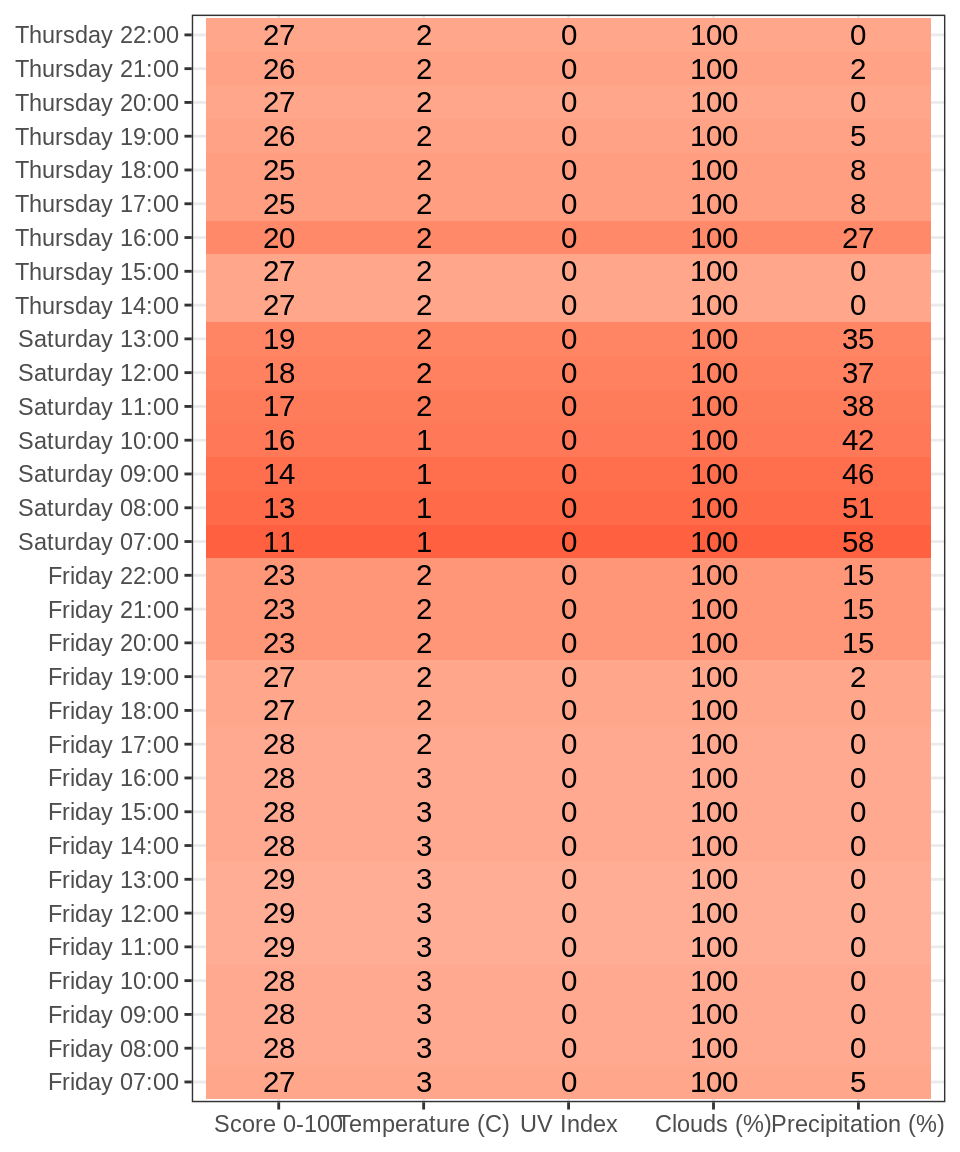 Thursday 22:00 27 2 0 100 0
Thursday 21:00 26 2 0 100 2
Thursday 20:00 27 2 0 100 0
Thursday 19:00 26 2 0 100 5
Thursday 18:00 25 2 0 100 8
Thursday 17:00 25 2 0 100 8
Thursday 16:00 20 2 0 100 27
Thursday 15:00 27 2 0 100 0
Thursday 14:00 27 2 0 100 0
Saturday 13:00 19 2 0 100 35
Saturday 12:00 18 2 0 100 37
Saturday 11:00 17 2 0 100 38
Saturday 10:00 16 1 0 100 42
Saturday 09:00 14 1 0 100 46
Saturday 08:00 13 1 0 100 51
Saturday 07:00 11 1 0 100 58
Friday 22:00 23 2 0 100 15
Friday 21:00 23 2 0 100 15
Friday 20:00 23 2 0 100 15
Friday 19:00 27 2 0 100 2
Friday 18:00 27 2 0 100 0
Friday 17:00 28 2 0 100 0
Friday 16:00 28 3 0 100 0
Friday 15:00 28 3 0 100 0
Friday 14:00 28 3 0 100 0
Friday 13:00 29 3 0 100 0
Friday 12:00 29 3 0 100 0
Friday 11:00 29 3 0 100 0
Friday 10:00 28 3 0 100 0
Friday 09:00 28 3 0 100 0
Friday 08:00 28 3 0 100 0
Friday 07:00 27 3 0 100 5
Score 0-100 Temperature (C) UV Index Clouds (%) Precipitation (%)